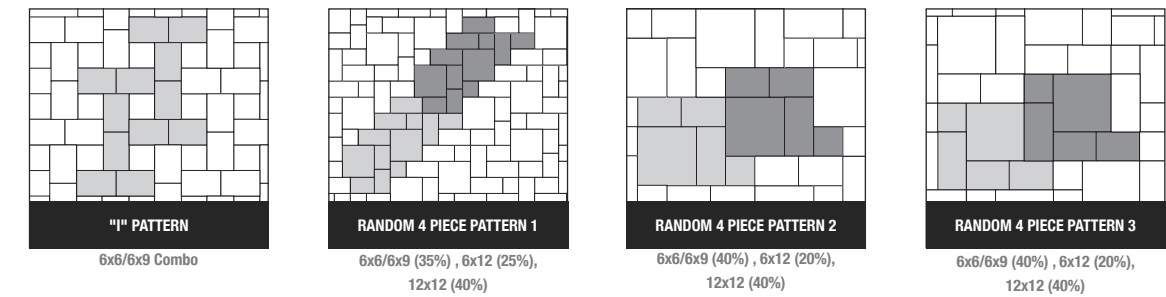 "I" PATTERN
6x6/6x9 Combo
RANDOM 4 PIECE PATTERN 1
6x6/6x9 (35%) , 6x12 (25%),
12x12 (40%)
RANDOM 4 PIECE PATTERN 2
6x6/6x9 (40%) , 6x12 (20%),
12x12 (40%)
RANDOM 4 PIECE PATTERN 3
6x6/6x9 (40%) , 6x12 (20%),
12x12 (40%)